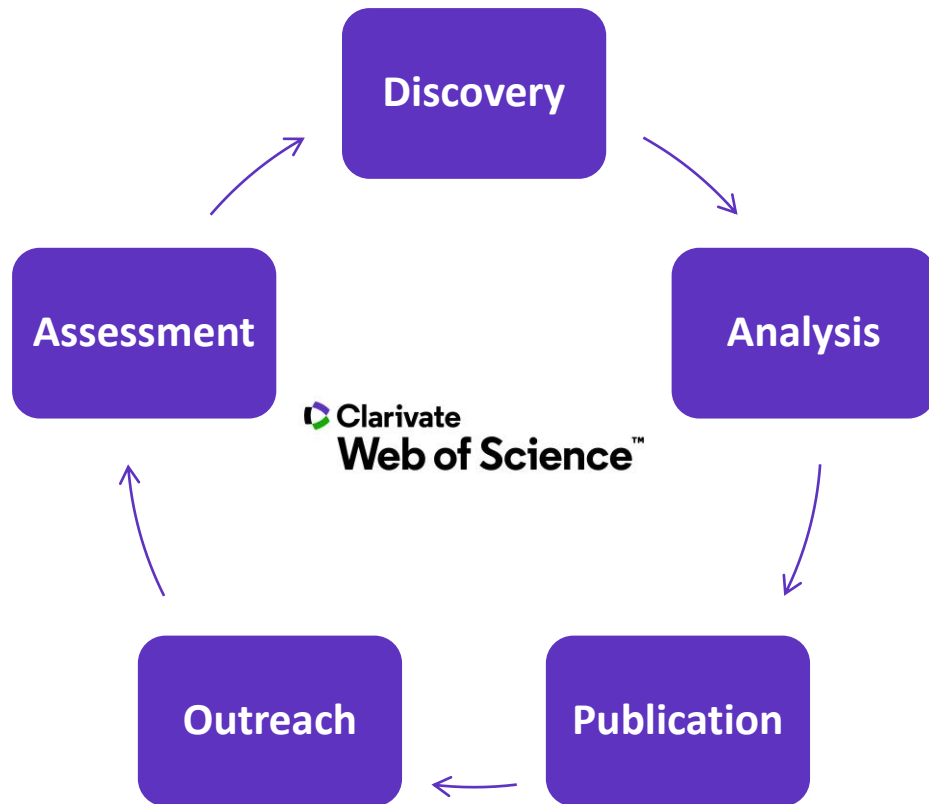 Discovery
Analysis
Publication
Outreach
Assessment
Clarivate
Web of Science™